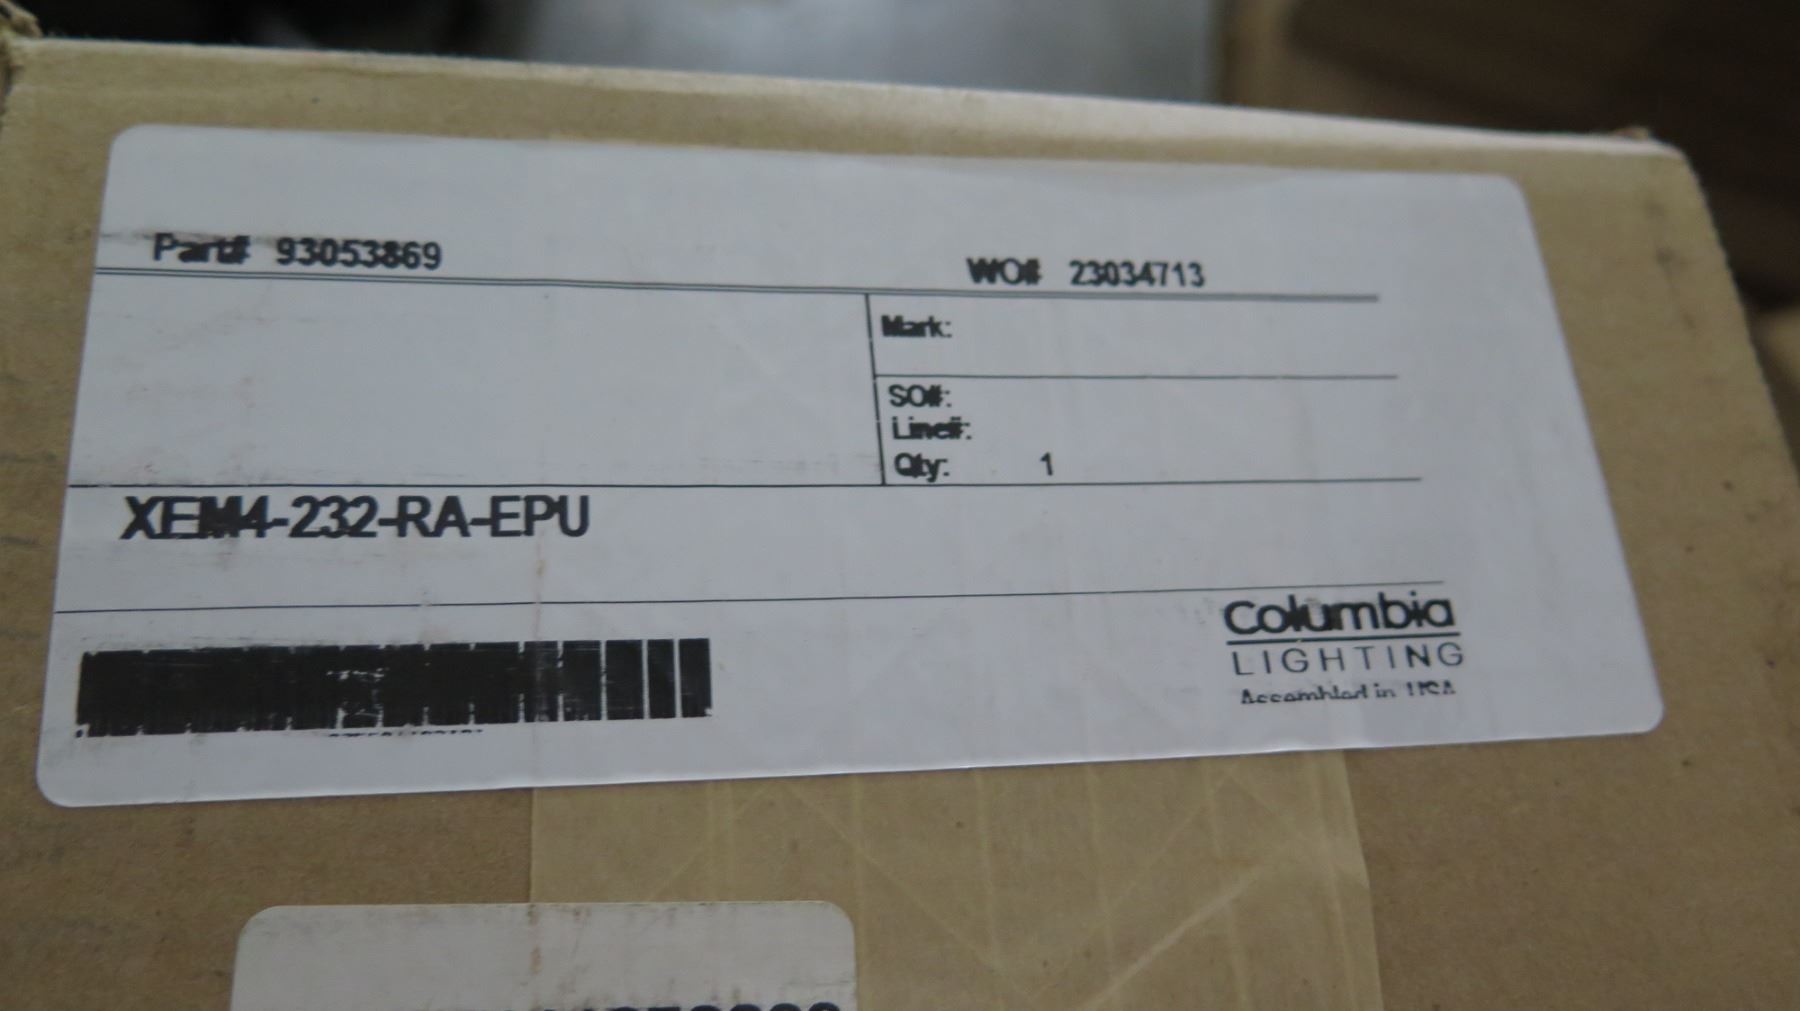 Part# 93053869
WO# 23034713
Mark:
SO#:
Line#:
Qty: 1
XEM4-232-RA-EPU
Columbia
LIGHTING
Assembled in USA